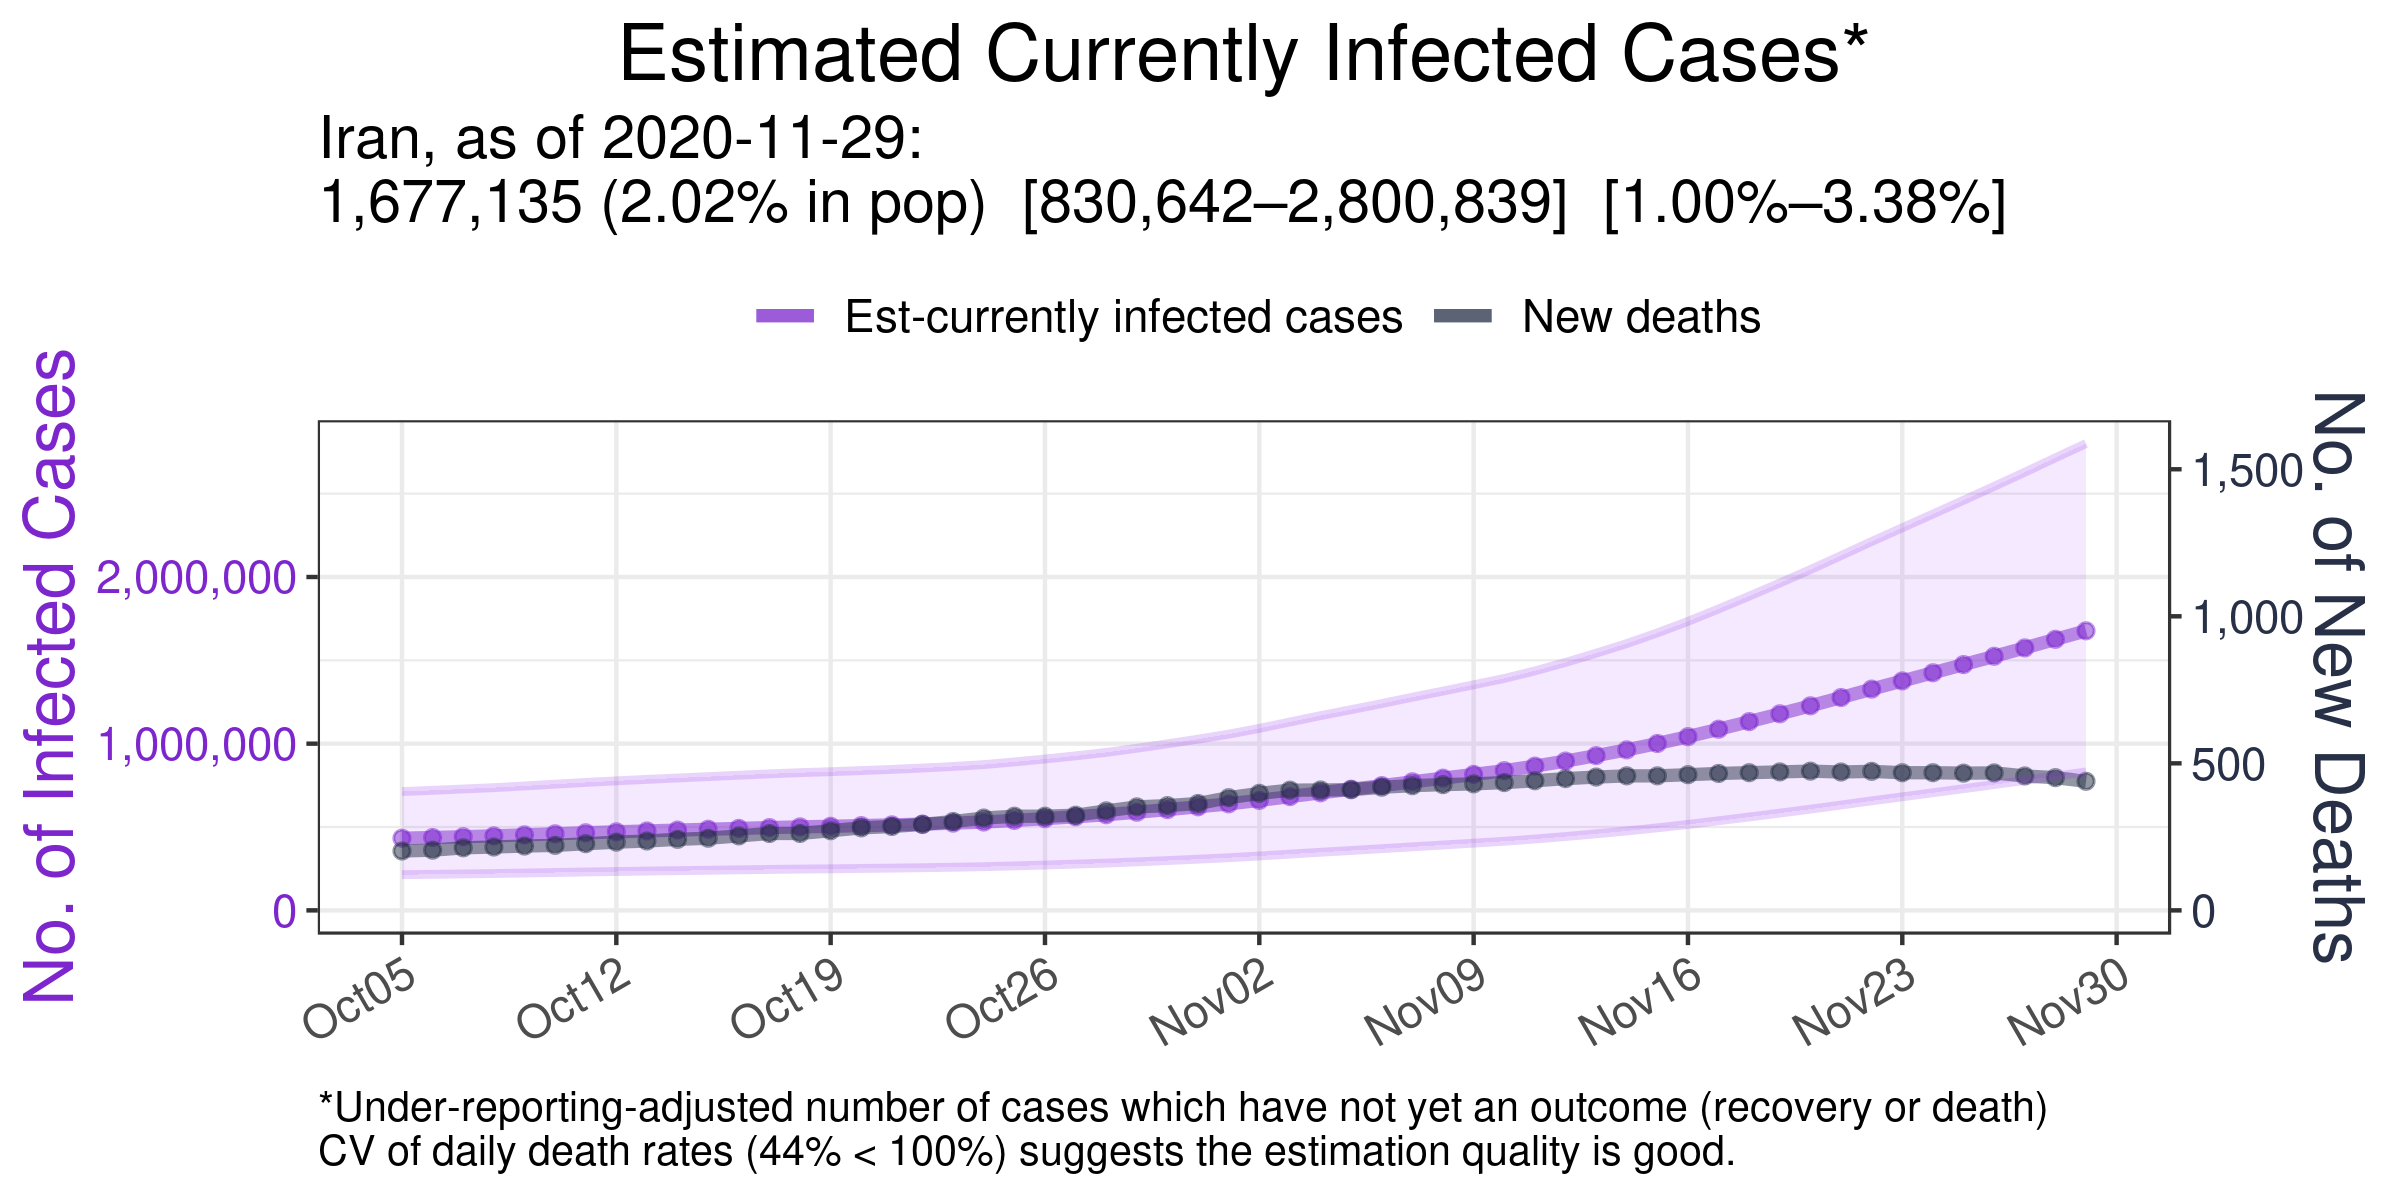 Estimated Currently Infected Cases*
Iran, as of 2020-11-29:
1,677,135 (2.02% in pop) [830,642–2,800,839] [1.00%–3.38%]
Est-currently infected cases
New deaths
No. of Infected Cases
2,000,000
1,000,000
0
1,500
1,000
500
0
No. of New Deaths
Oct05
Oct12
Oct19
Oct26
Nov02
Nov09
Nov16
Nov23
Nov30
*Under-reporting-adjusted number of cases which have not yet an outcome (recovery or death)
CV of daily death rates (44% < 100%) suggests the estimation quality is good.